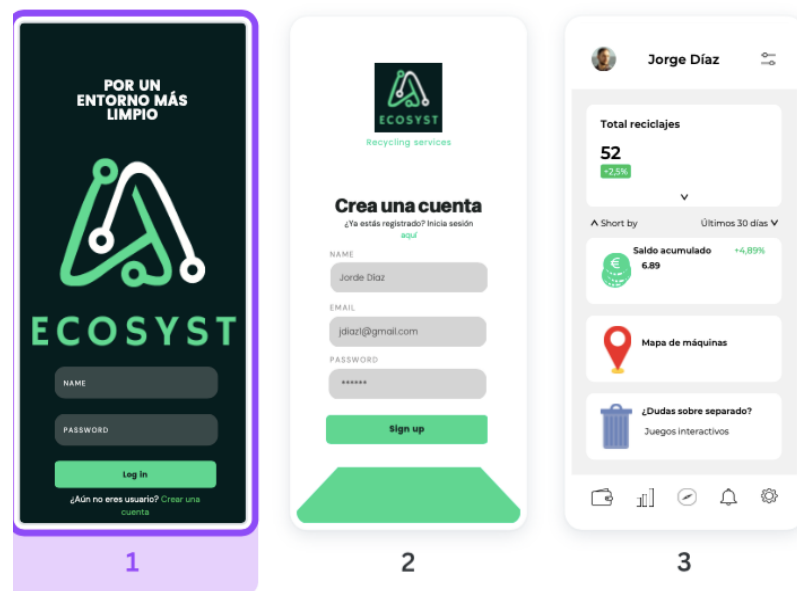 POR UN
ENTORNO MÁS
LIMPIO
ECOSYST
NAME
PASSWORD
Log in
¿Aún no eres usuario? Crear una
cuenta
1
ECOSYST
Recycling services
Crea una cuenta
¿Ya estás registrado? Inicia sesión
aquí
NAME
Jorde DIaz
EMAIL
jdiazl@gmail.com
PASSWORD
******
Sign up
2
Jorge Díaz
Total reciclajes
52
+2,5%
Short by
Últimos 30 días
Saldo acumulado +4,89%
6.89
Mapa de máquinas
¿Dudas sobre separado?
Juegos interactivos
3